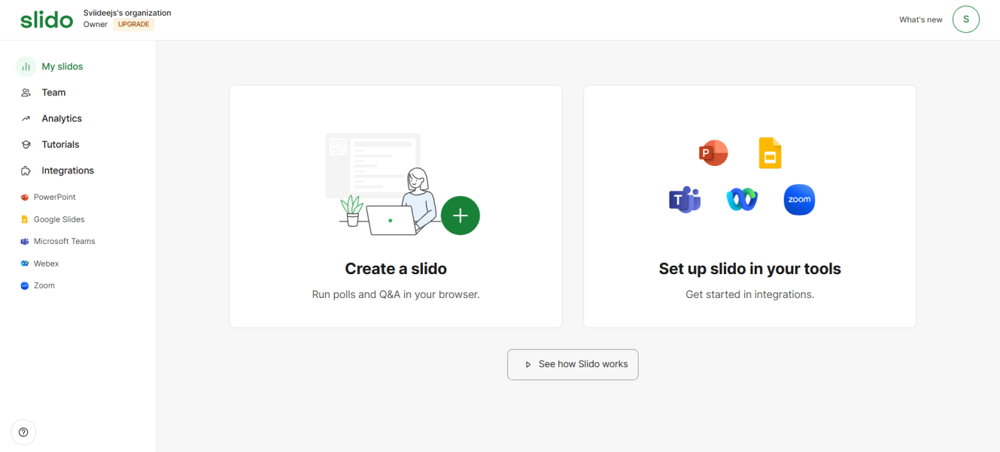 slido
Sviideejs's organization
Owner UPGRADE
What's new
S
My slidos
Team
Analytics
Tutorials
Integrations
PowerPoint
Google Slides
Microsoft Teams
Webex
Zoom
Create a slido
Run polls and Q&A in your browser.
P
T
zoom
Set up slido in your tools
Get started in integrations.
See how Slido works